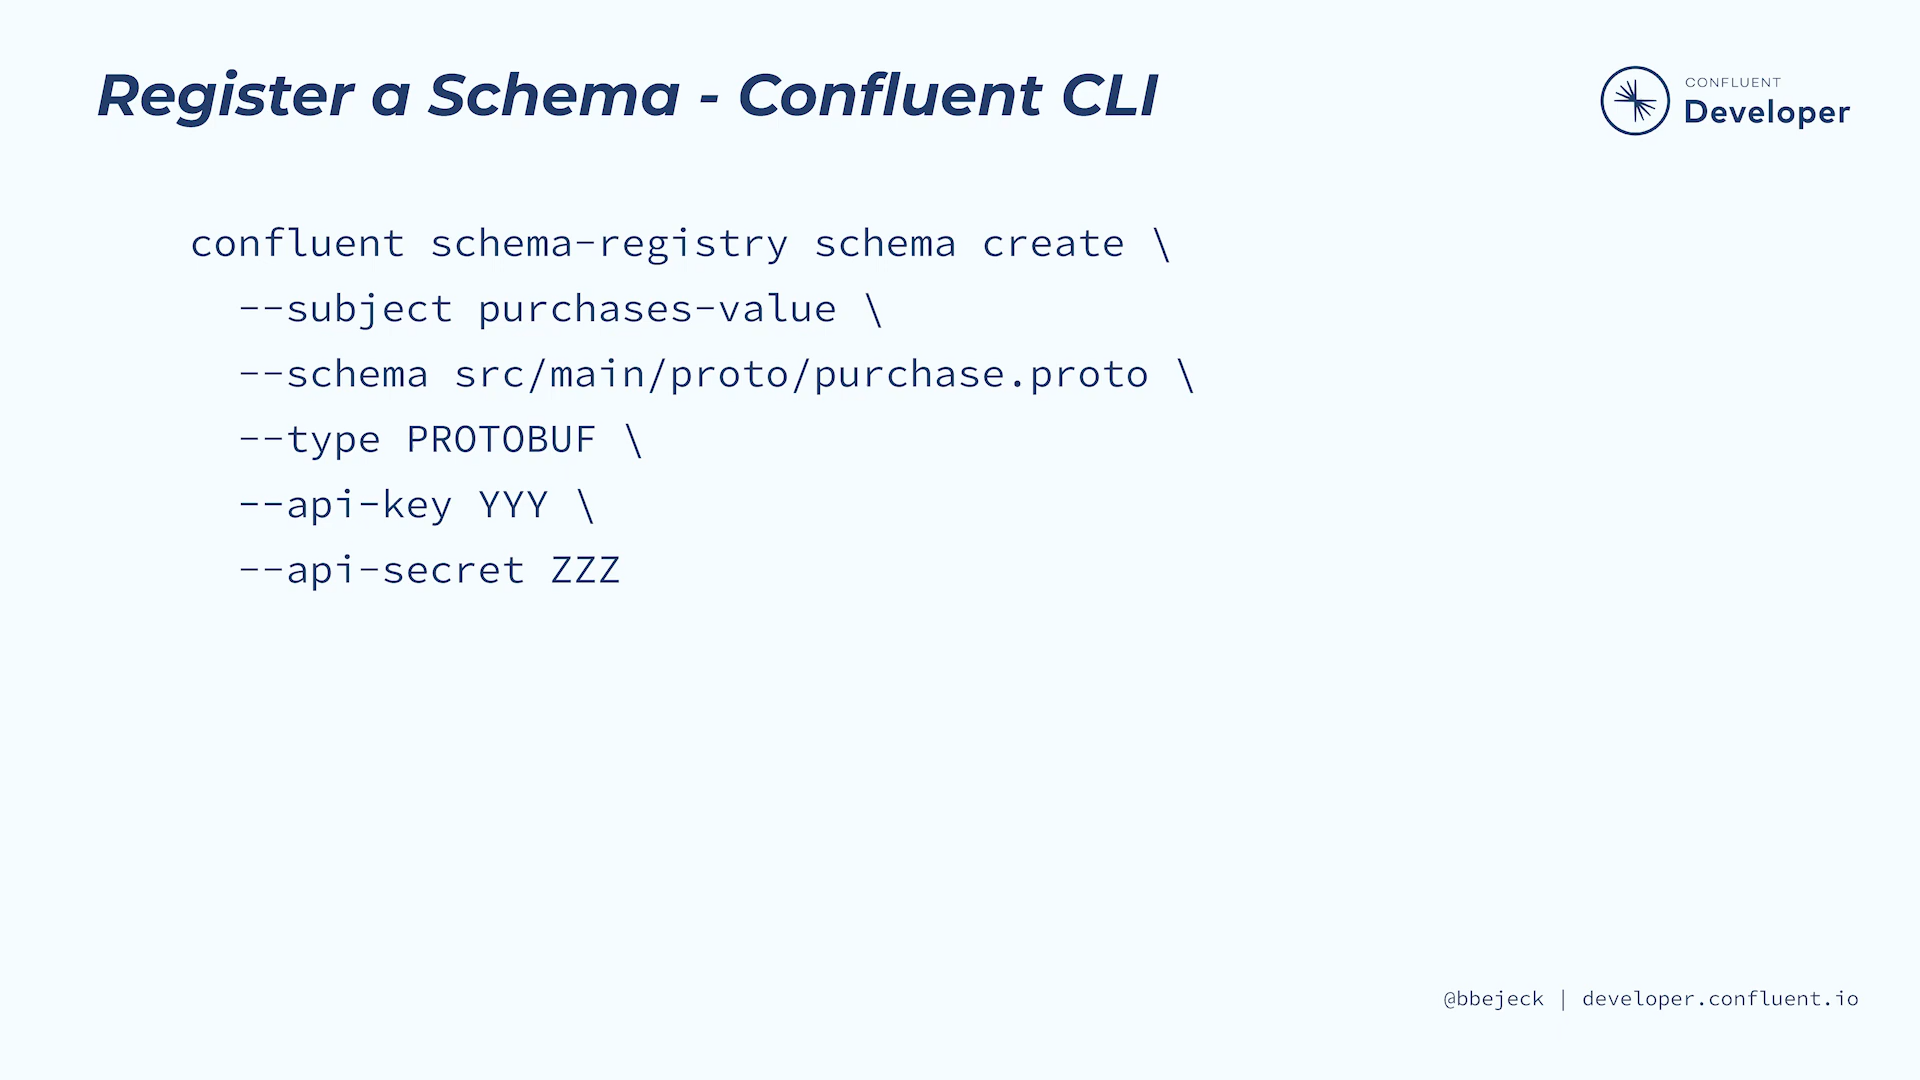 Register a Schema - Confluent CLI
CONFLUENT
Developer
confluent schema-registry schema create \
--subject purchases-value \
--schema src/main/proto/purchase.proto \
--type PROTOBUF \
--api-key YYY \
--api-secret ZZZ
@bbejeck | developer.confluent.io